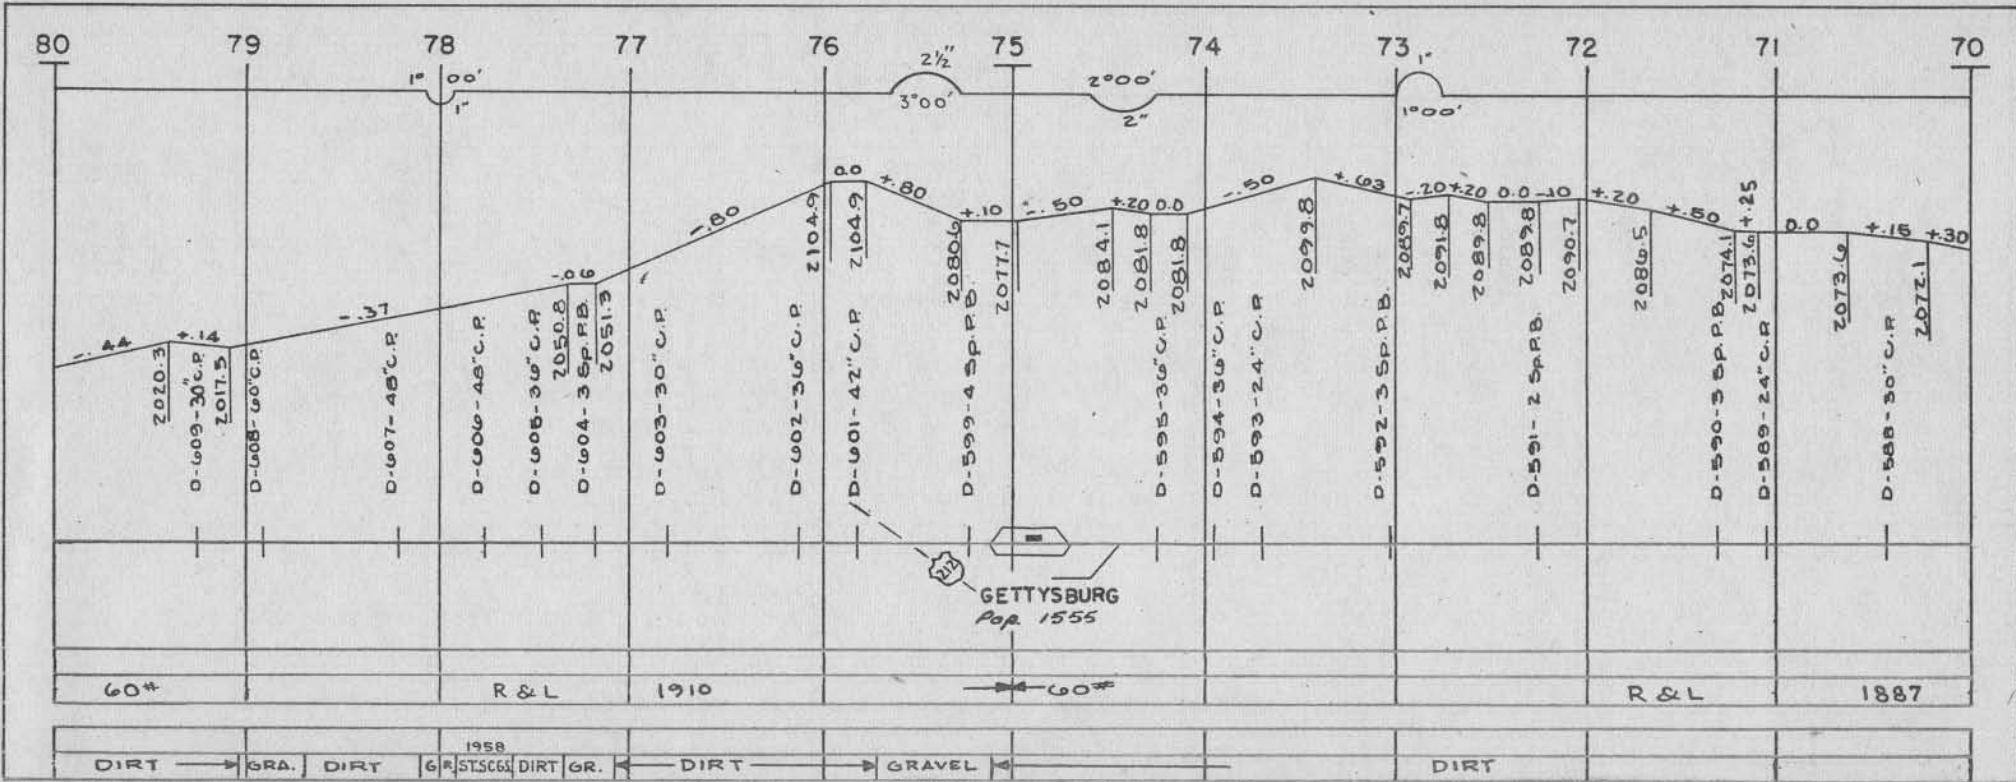 80 79 78 77 76 75 74 73 72 71 70
1° 00' 2½" 2°00' 1"
1" 3°00' 2" 1°00'
-.44 +.14 -.37 -.06 -.80 0.0 +.80 +.10 -.50 +.20 0.0 -.50 +.63 -.20 +.20 0.0 -.10 +.20 +.50 +.25 0.0 +.15 +.30
2020.3
D-609-30"C.P.
2017.5
D-608-60"C.P.
D-607-48"C.P.
D-606-48"C.P.
D-605-36"C.P.
2050.8
D-604-3 Sp.P.B.
2051.3
D-603-30"C.P.
D-602-36"C.P.
2104.9
D-601-42"C.P.
2104.9
2080.6
D-599-4 Sp.P.B.
2077.7
2084.1
2081.8
D-595-36"C.P.
2081.8
D-594-36"C.P.
D-593-24"C.P.
2099.8
D-592-3 Sp.P.B.
2089.7
2091.8
2089.8
2089.8
D-591-2 Sp.P.B.
2090.7
2086.5
D-590-3 Sp.P.B.
2074.1
2073.6
D-589-24"C.P.
2073.6
D-588-30"C.P.
2072.1
212
GETTYSBURG
Pop. 1555
60# R & L 1910 60# R & L 1887
1958
DIRT GRA. DIRT GR. DIRT GR. DIRT GRAVEL DIRT